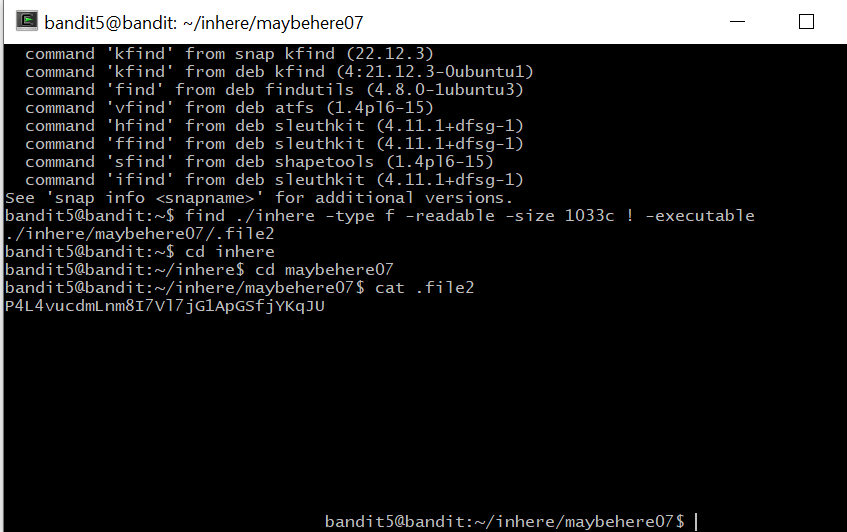 bandit5@bandit: ~/inhere/maybehere07
command 'kfind' from snap kfind (22.12.3)
command 'kfind' from deb kfind (4:21.12.3-0ubuntu1)
command 'find' from deb findutils (4.8.0-1ubuntu3)
command 'vfind' from deb atfs (1.4pl6-15)
command 'hfind' from deb sleuthkit (4.11.1+dfsg-1)
command 'ffind' from deb sleuthkit (4.11.1+dfsg-1)
command 'sfind' from deb shapetools (1.4pl6-15)
command 'ifind' from deb sleuthkit (4.11.1+dfsg-1)
See 'snap info <snapname>' for additional versions.
bandit5@bandit:~$ find ./inhere -type f -readable -size 1033c ! -executable
./inhere/maybehere07/.file2
bandit5@bandit:~$ cd inhere
bandit5@bandit:~/inhere$ cd maybehere07
bandit5@bandit:~/inhere/maybehere07$ cat .file2
P4L4vucdmLnm8I7Vl7jG1ApGSfjYKqJU
bandit5@bandit:~/inhere/maybehere07$